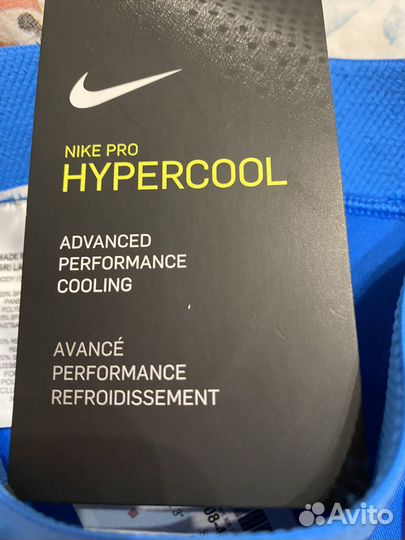 NIKE PRO
HYPERCOOL
ADVANCED
PERFORMANCE
COOLING
AVANCÉ
PERFORMANCE
REFROIDISSEMENT
Avito